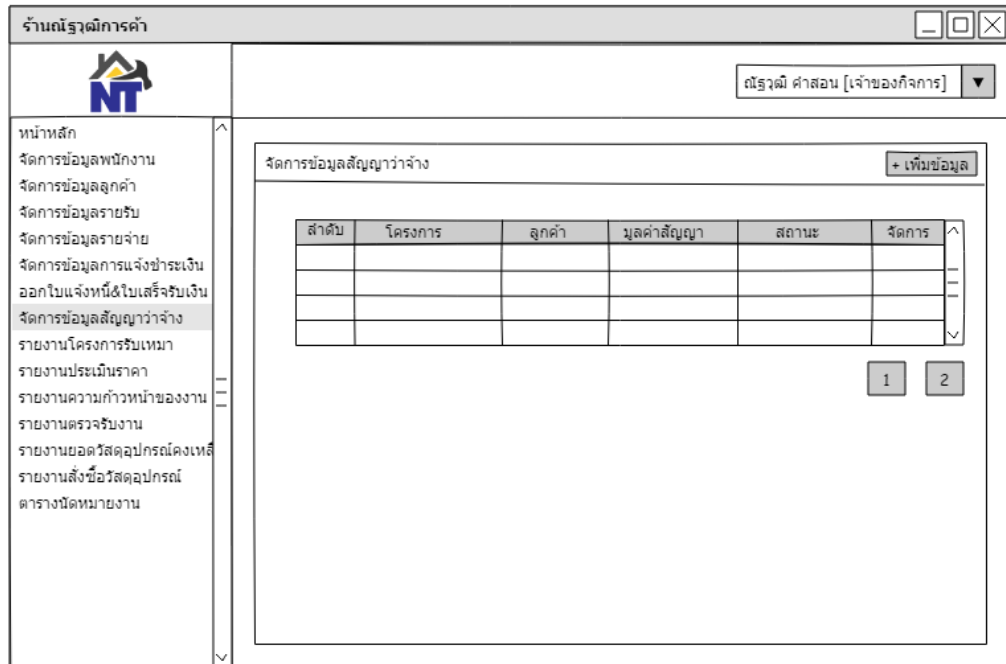 ร้านณัฐวุฒิการค้า
NT
ณัฐวุฒิ คำสอน [เจ้าของกิจการ]
หน้าหลัก
จัดการข้อมูลพนักงาน
จัดการข้อมูลลูกค้า
จัดการข้อมูลรายรับ
จัดการข้อมูลรายจ่าย
จัดการข้อมูลการแจ้งชำระเงิน
ออกใบแจ้งหนี้&ใบเสร็จรับเงิน
จัดการข้อมูลสัญญาว่าจ้าง
รายงานโครงการรับเหมา
รายงานประเมินราคา
รายงานความก้าวหน้าของงาน
รายงานตรวจรับงาน
รายงานยอดวัสดุอุปกรณ์คงเหลื
รายงานสั่งซื้อวัสดุอุปกรณ์
ตารางนัดหมายงาน
จัดการข้อมูลสัญญาว่าจ้าง
+ เพิ่มข้อมูล
ลำดับ โครงการ ลูกค้า มูลค่าสัญญา สถานะ จัดการ
1 2